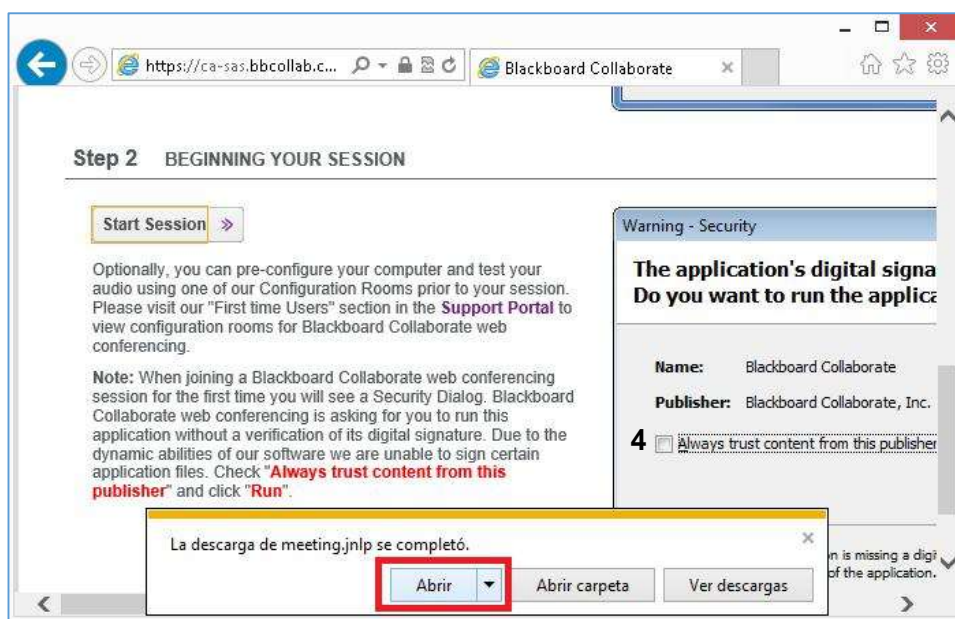 https://ca-sas.bbcollab.c...
Blackboard Collaborate
Step 2 BEGINNING YOUR SESSION
Start Session »
Optionally, you can pre-configure your computer and test your
audio using one of our Configuration Rooms prior to your session.
Please visit our "First time Users" section in the Support Portal to
view configuration rooms for Blackboard Collaborate web
conferencing.
Note: When joining a Blackboard Collaborate web conferencing
session for the first time you will see a Security Dialog. Blackboard
Collaborate web conferencing is asking for you to run this
application without a verification of its digital signature. Due to the
dynamic abilities of our software we are unable to sign certain
application files. Check "Always trust content from this
publisher" and click "Run".
Warning - Security
The application's digital signa
Do you want to run the applica
Name: Blackboard Collaborate
Publisher: Blackboard Collaborate, Inc.
4 Always trust content from this publisher
n is missing a digi
of the application.
La descarga de meeting.jnlp se completó.
Abrir Abrir carpeta Ver descargas